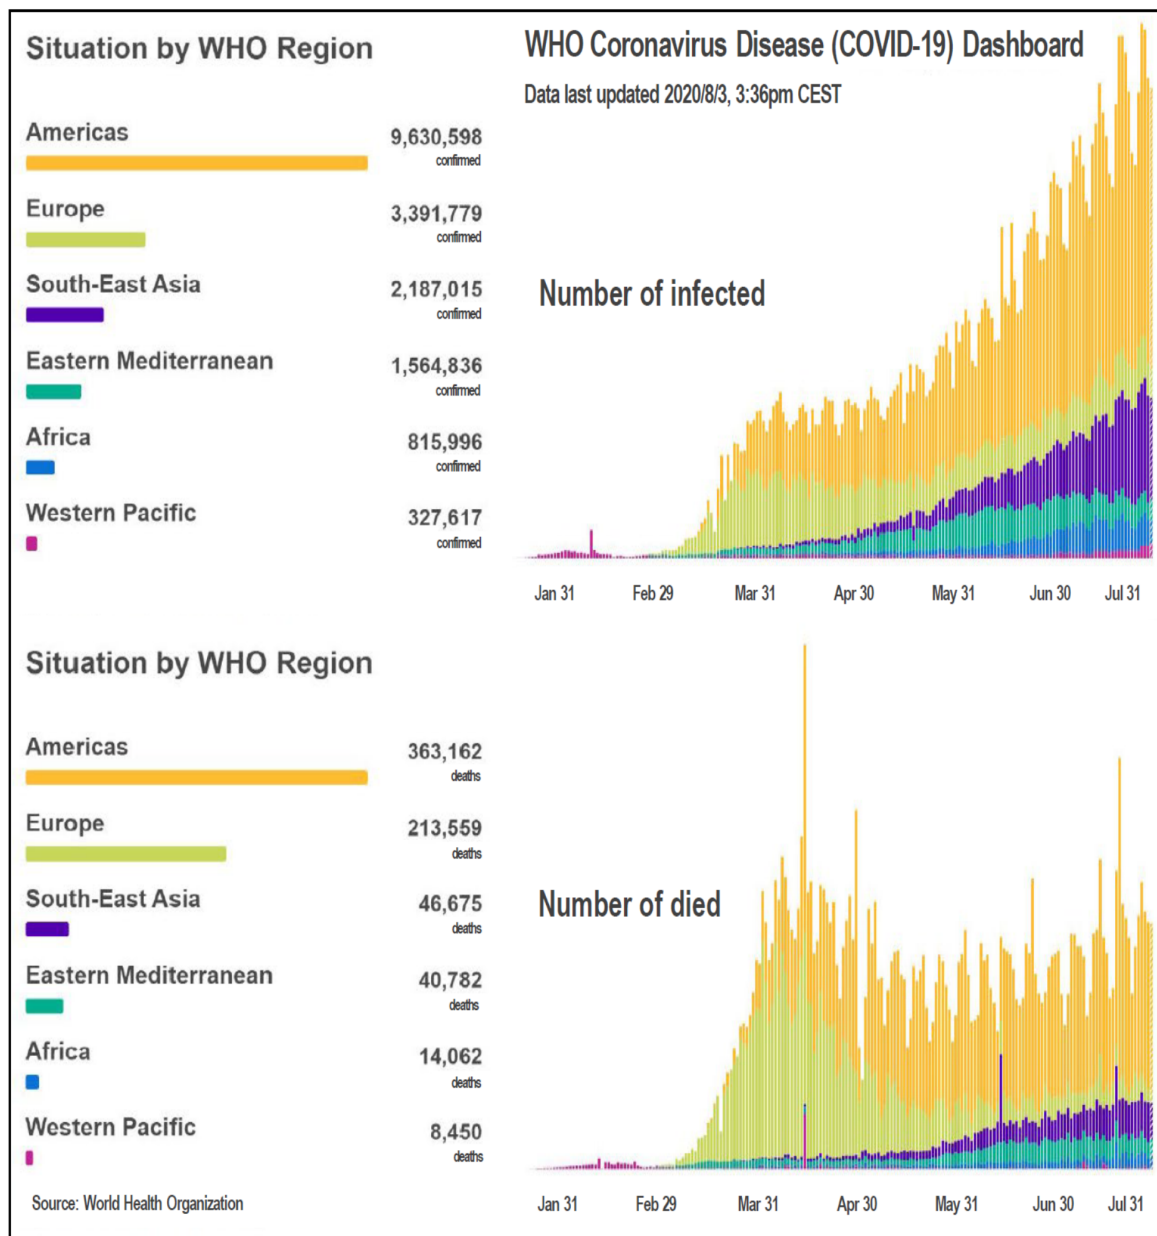 Situation by WHO Region
WHO Coronavirus Disease (COVID-19) Dashboard
Data last updated 2020/8/3, 3:36pm CEST
Americas
9,630,598
confirmed
Europe
3,391,779
confirmed
South-East Asia
2,187,015
confirmed
Eastern Mediterranean
1,564,836
confirmed
Africa
815,996
confirmed
Western Pacific
327,617
confirmed
Number of infected
Jan 31 Feb 29 Mar 31 Apr 30 May 31 Jun 30 Jul 31
Situation by WHO Region
Americas
363,162
deaths
Europe
213,559
deaths
South-East Asia
46,675
deaths
Eastern Mediterranean
40,782
deaths
Africa
14,062
deaths
Western Pacific
8,450
deaths
Number of died
Jan 31 Feb 29 Mar 31 Apr 30 May 31 Jun 30 Jul 31
Source: World Health Organization